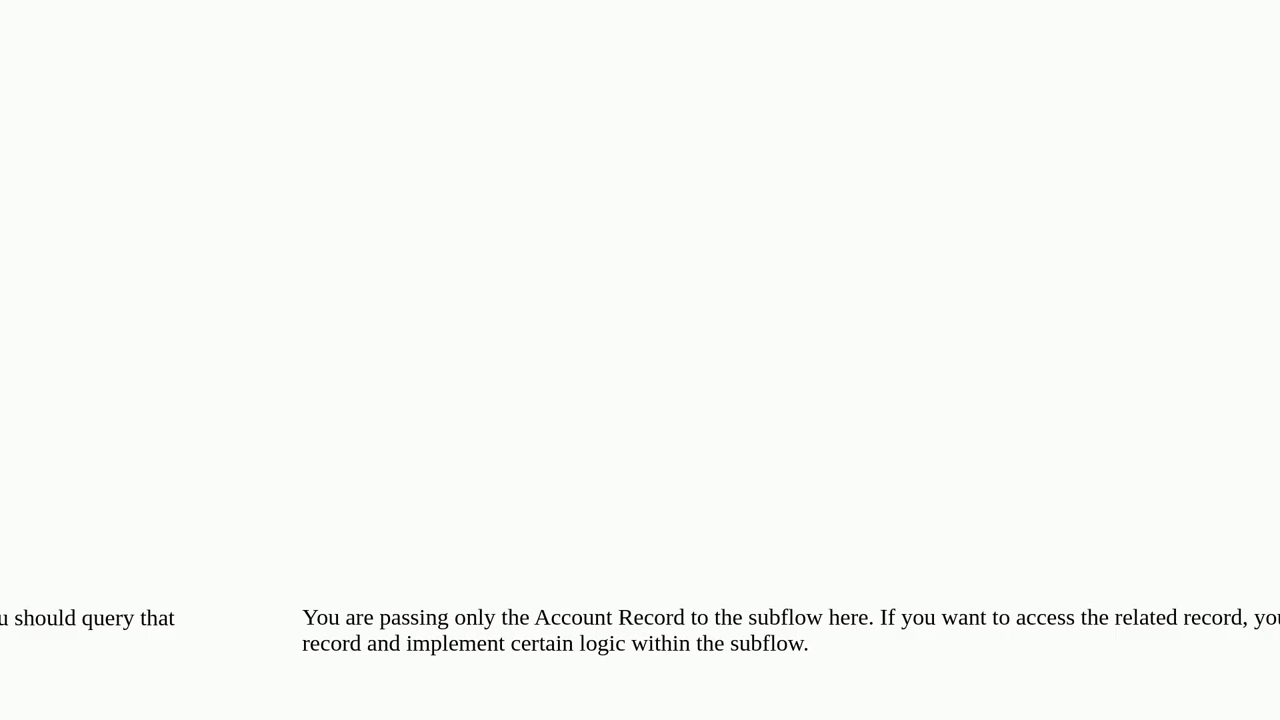 u should query that
You are passing only the Account Record to the subflow here. If you want to access the related record, you
record and implement certain logic within the subflow.